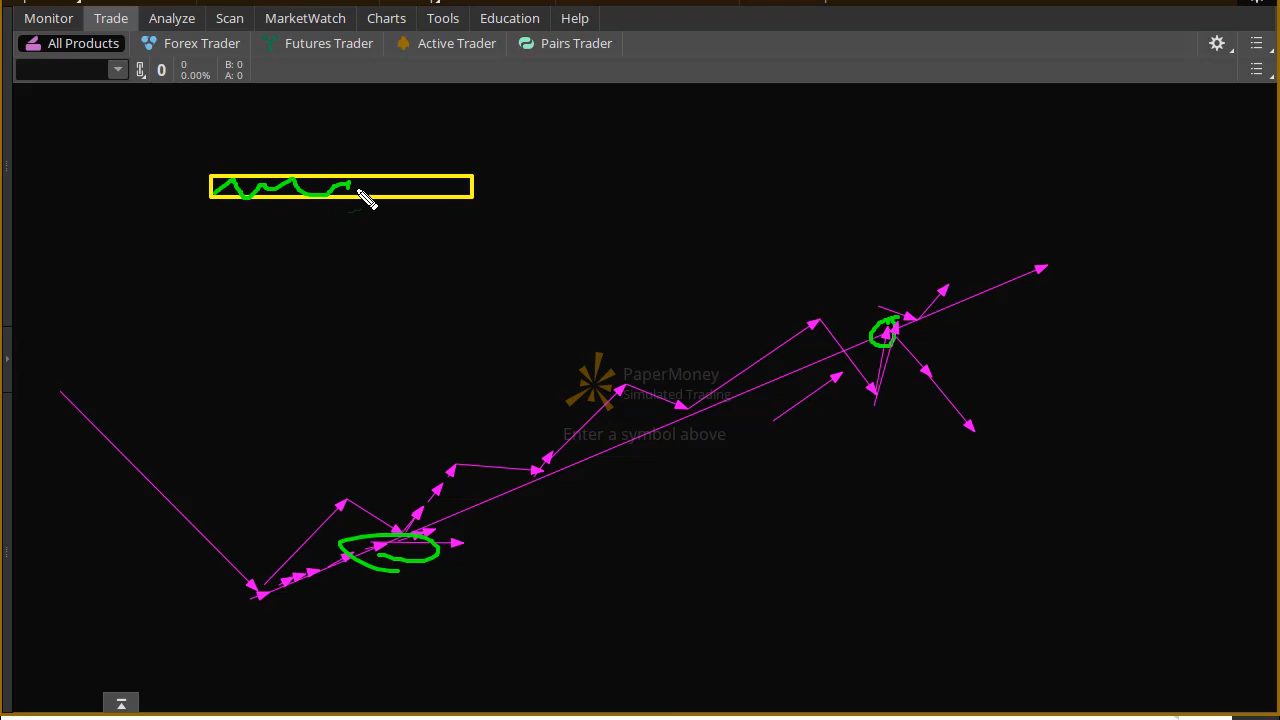 Monitor Trade Analyze Scan MarketWatch Charts Tools Education Help
All Products Forex Trader Futures Trader Active Trader Pairs Trader
0 0 B: 0
0.00% A: 0
PaperMoney
Simulated Trading
Enter a symbol above